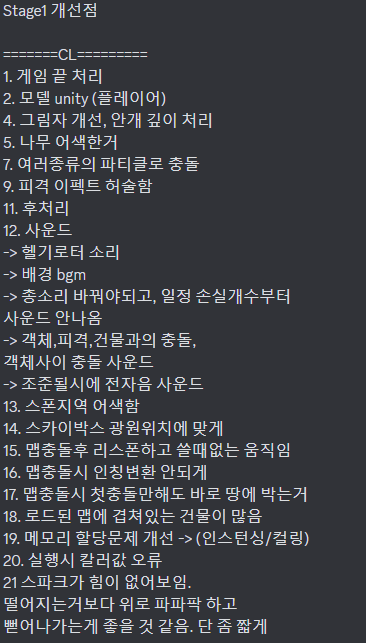 Stage1 개선점
=======CL=========
1. 게임 끝 처리
2. 모델 unity (플레이어)
4. 그림자 개선, 안개 깊이 처리
5. 나무 어색한거
7. 여러종류의 파티클로 충돌
9. 피격 이펙트 허술함
11. 후처리
12. 사운드
-> 헬기로터 소리
-> 배경 bgm
-> 총소리 바꿔야되고, 일정 손실개수부터
사운드 안나옴
-> 객체,피격,건물과의 충돌,
객체사이 충돌 사운드
-> 조준될시에 전자음 사운드
13. 스폰지역 어색함
14. 스카이박스 광원위치에 맞게
15. 맵충돌후 리스폰하고 쓸때없는 움직임
16. 맵충돌시 인칭변환 안되게
17. 맵충돌시 첫충돌만해도 바로 땅에 박는거
18. 로드된 맵에 겹쳐있는 건물이 많음
19. 메모리 할당문제 개선 -> (인스턴싱/컬링)
20. 실행시 칼러값 오류
21 스파크가 힘이 없어보임.
떨어지는거보다 위로 파파팍 하고
뻗어나가는게 좋을 것 같음. 단 좀 짧게